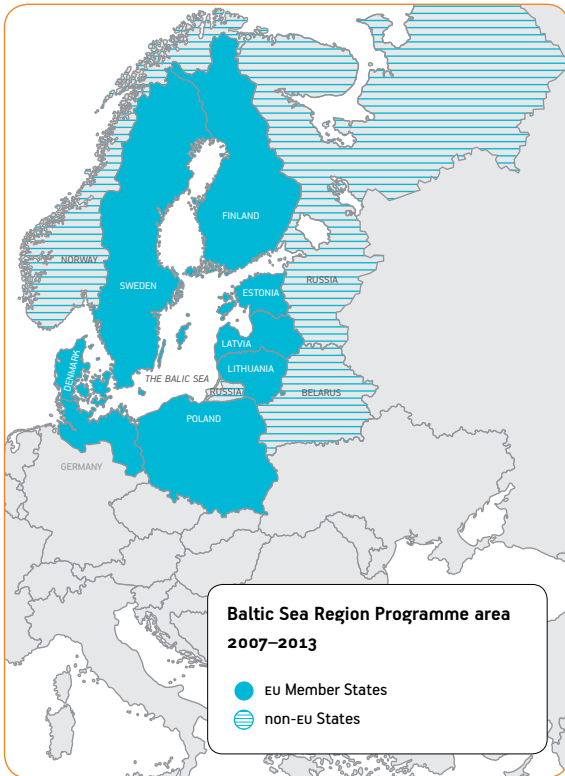 FINLAND
NORWAY
SWEDEN
RUSSIA
ESTONIA
LATVIA
DENMARK
LITHUANIA
THE BALIC SEA
RUSSIA
BELARUS
POLAND
GERMANY
Baltic Sea Region Programme area
2007–2013
EU Member States
non-EU States